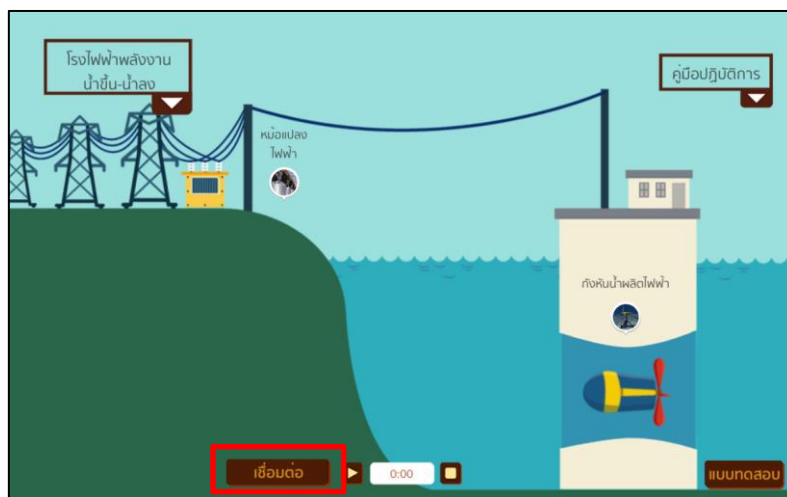 โรงไฟฟ้าพลังงาน
น้ำขึ้น-น้ำลง
คู่มือปฏิบัติการ
หม้อแปลง
ไฟฟ้า
กังหันน้ำผลิตไฟฟ้า
เชื่อมต่อ
0:00
แบบทดสอบ